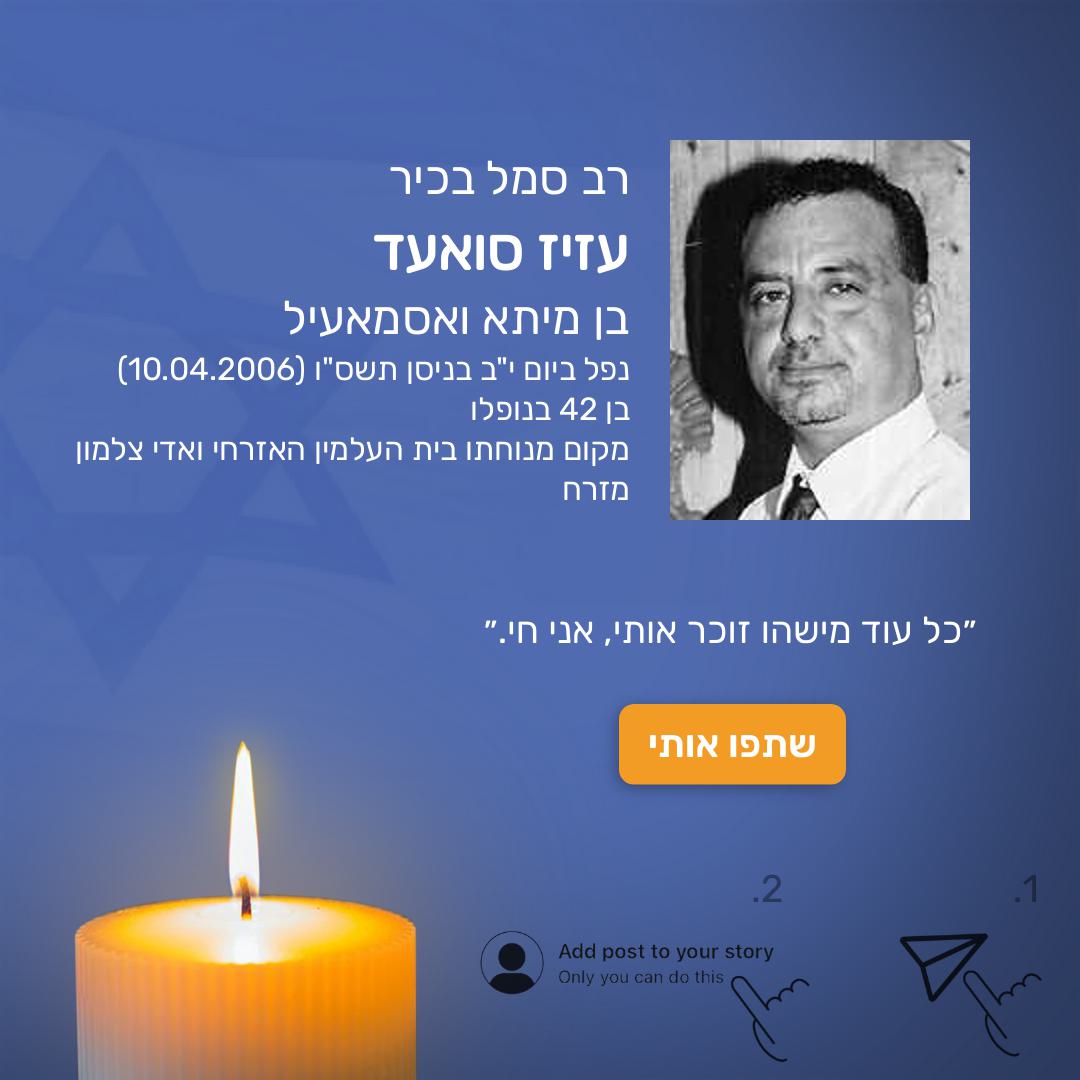 רב סמל בכיר
עזיז סואעד
בן מיתא ואסמאעיל
נפל ביום י"ב בניסן תשס"ו (10.04.2006)
בן 42 בנופלו
מקום מנוחתו בית העלמין האזרחי ואדי צלמון
מזרח
״כל עוד מישהו זוכר אותי, אני חי.״
שתפו אותי
1.
2.
Add post to your story
Only you can do this